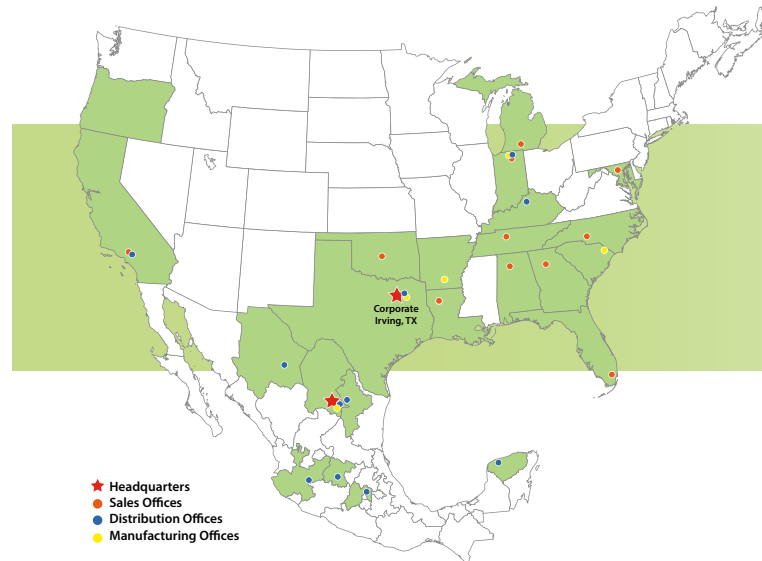 Corporate
Irving, TX
Headquarters
Sales Offices
Distribution Offices
Manufacturing Offices